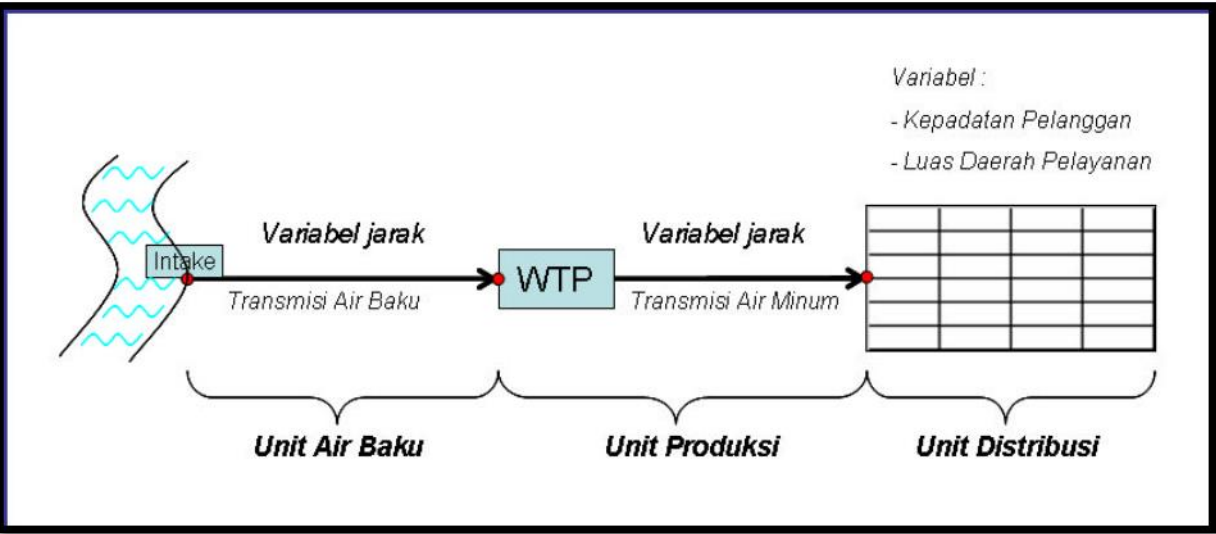 Variabel :
- Kepadatan Pelanggan
- Luas Daerah Pelayanan
Variabel jarak
Variabel jarak
Intake
WTP
Transmisi Air Baku
Transmisi Air Minum
Unit Air Baku
Unit Produksi
Unit Distribusi